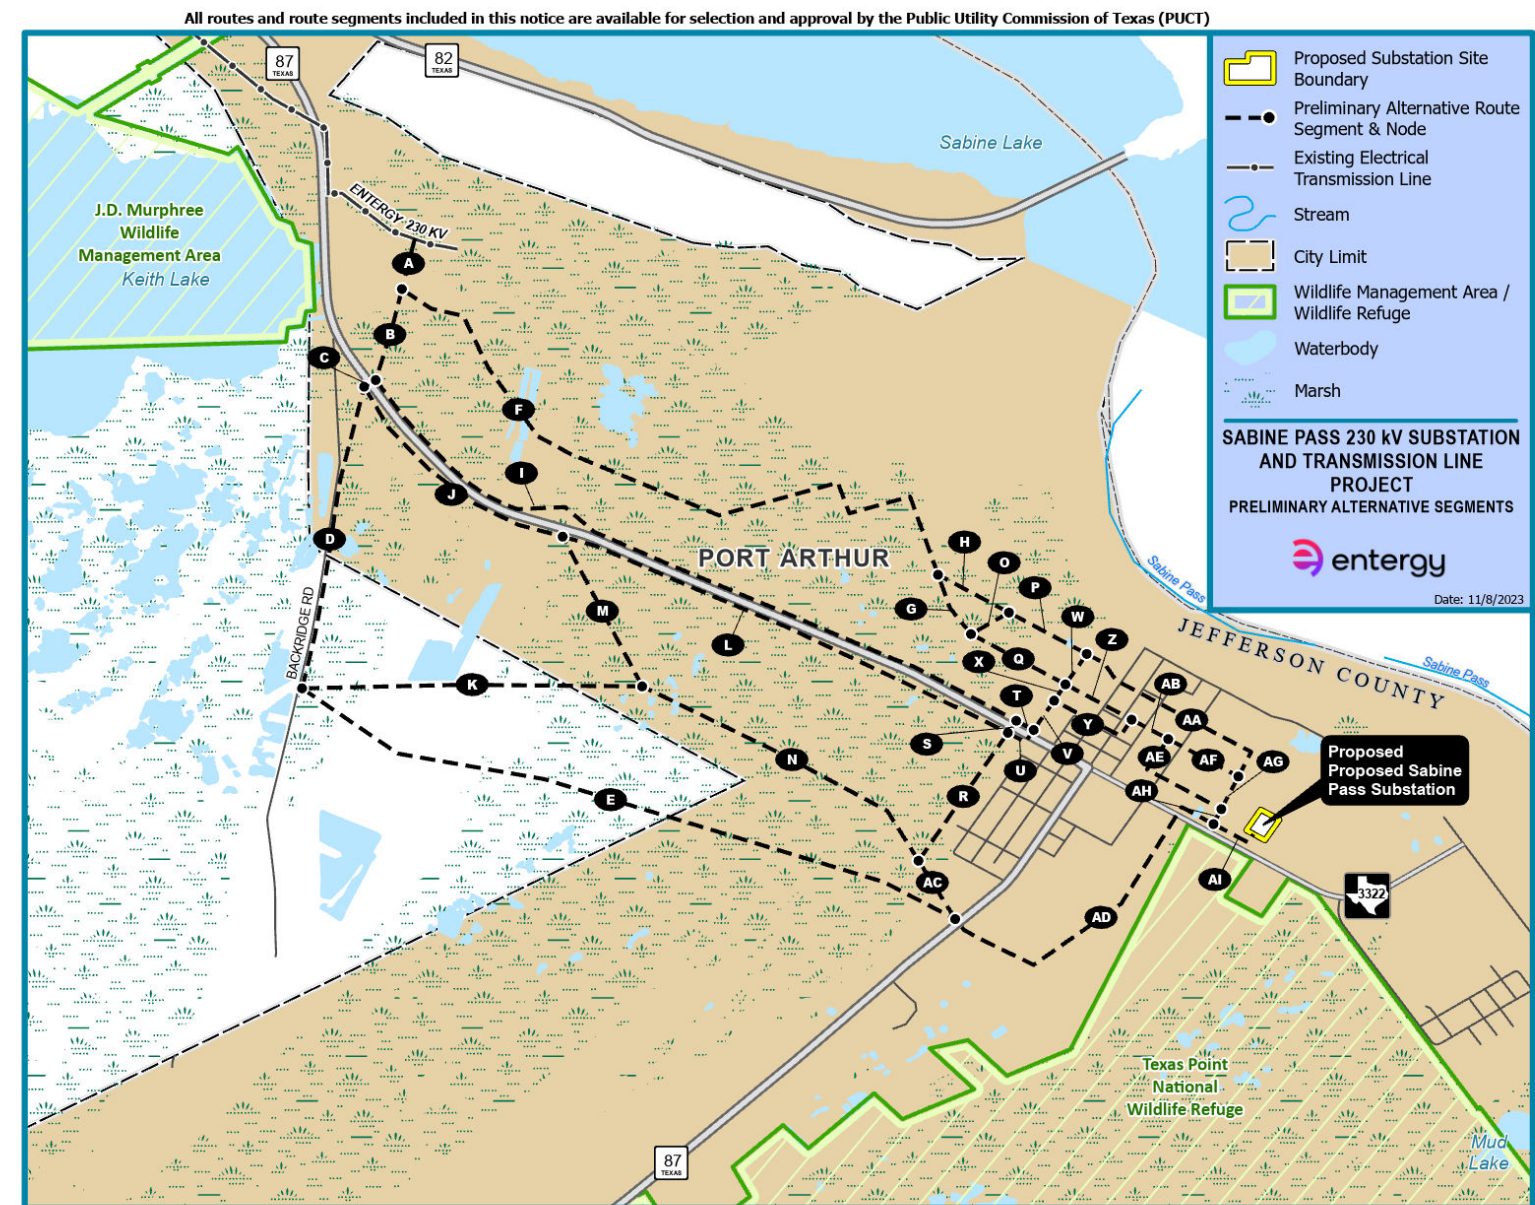 All routes and route segments included in this notice are available for selection and approval by the Public Utility Commission of Texas (PUCT)
87
TEXAS
82
TEXAS
Sabine Lake
J.D. Murphree
Wildlife
Management Area
Keith Lake
ENTERGY 230 KV
A
B
C
F
I
J
D
PORT ARTHUR
H
O
P
G
W
M
Z
L
X
Q
BACKRIDGE RD
K
AB
T
Y
AA
S
V
N
AE
AF
AG
U
E
R
AH
AC
AI
AD
Sabine Pass
JEFFERSON COUNTY
Sabine Pass
Proposed
Proposed Sabine
Pass Substation
3322
Texas Point
National
Wildlife Refuge
Mud
Lake
87
TEXAS
Proposed Substation Site
Boundary
Preliminary Alternative Route
Segment & Node
Existing Electrical
Transmission Line
Stream
City Limit
Wildlife Management Area /
Wildlife Refuge
Waterbody
Marsh
SABINE PASS 230 kV SUBSTATION
AND TRANSMISSION LINE
PROJECT
PRELIMINARY ALTERNATIVE SEGMENTS
entergy
Date: 11/8/2023